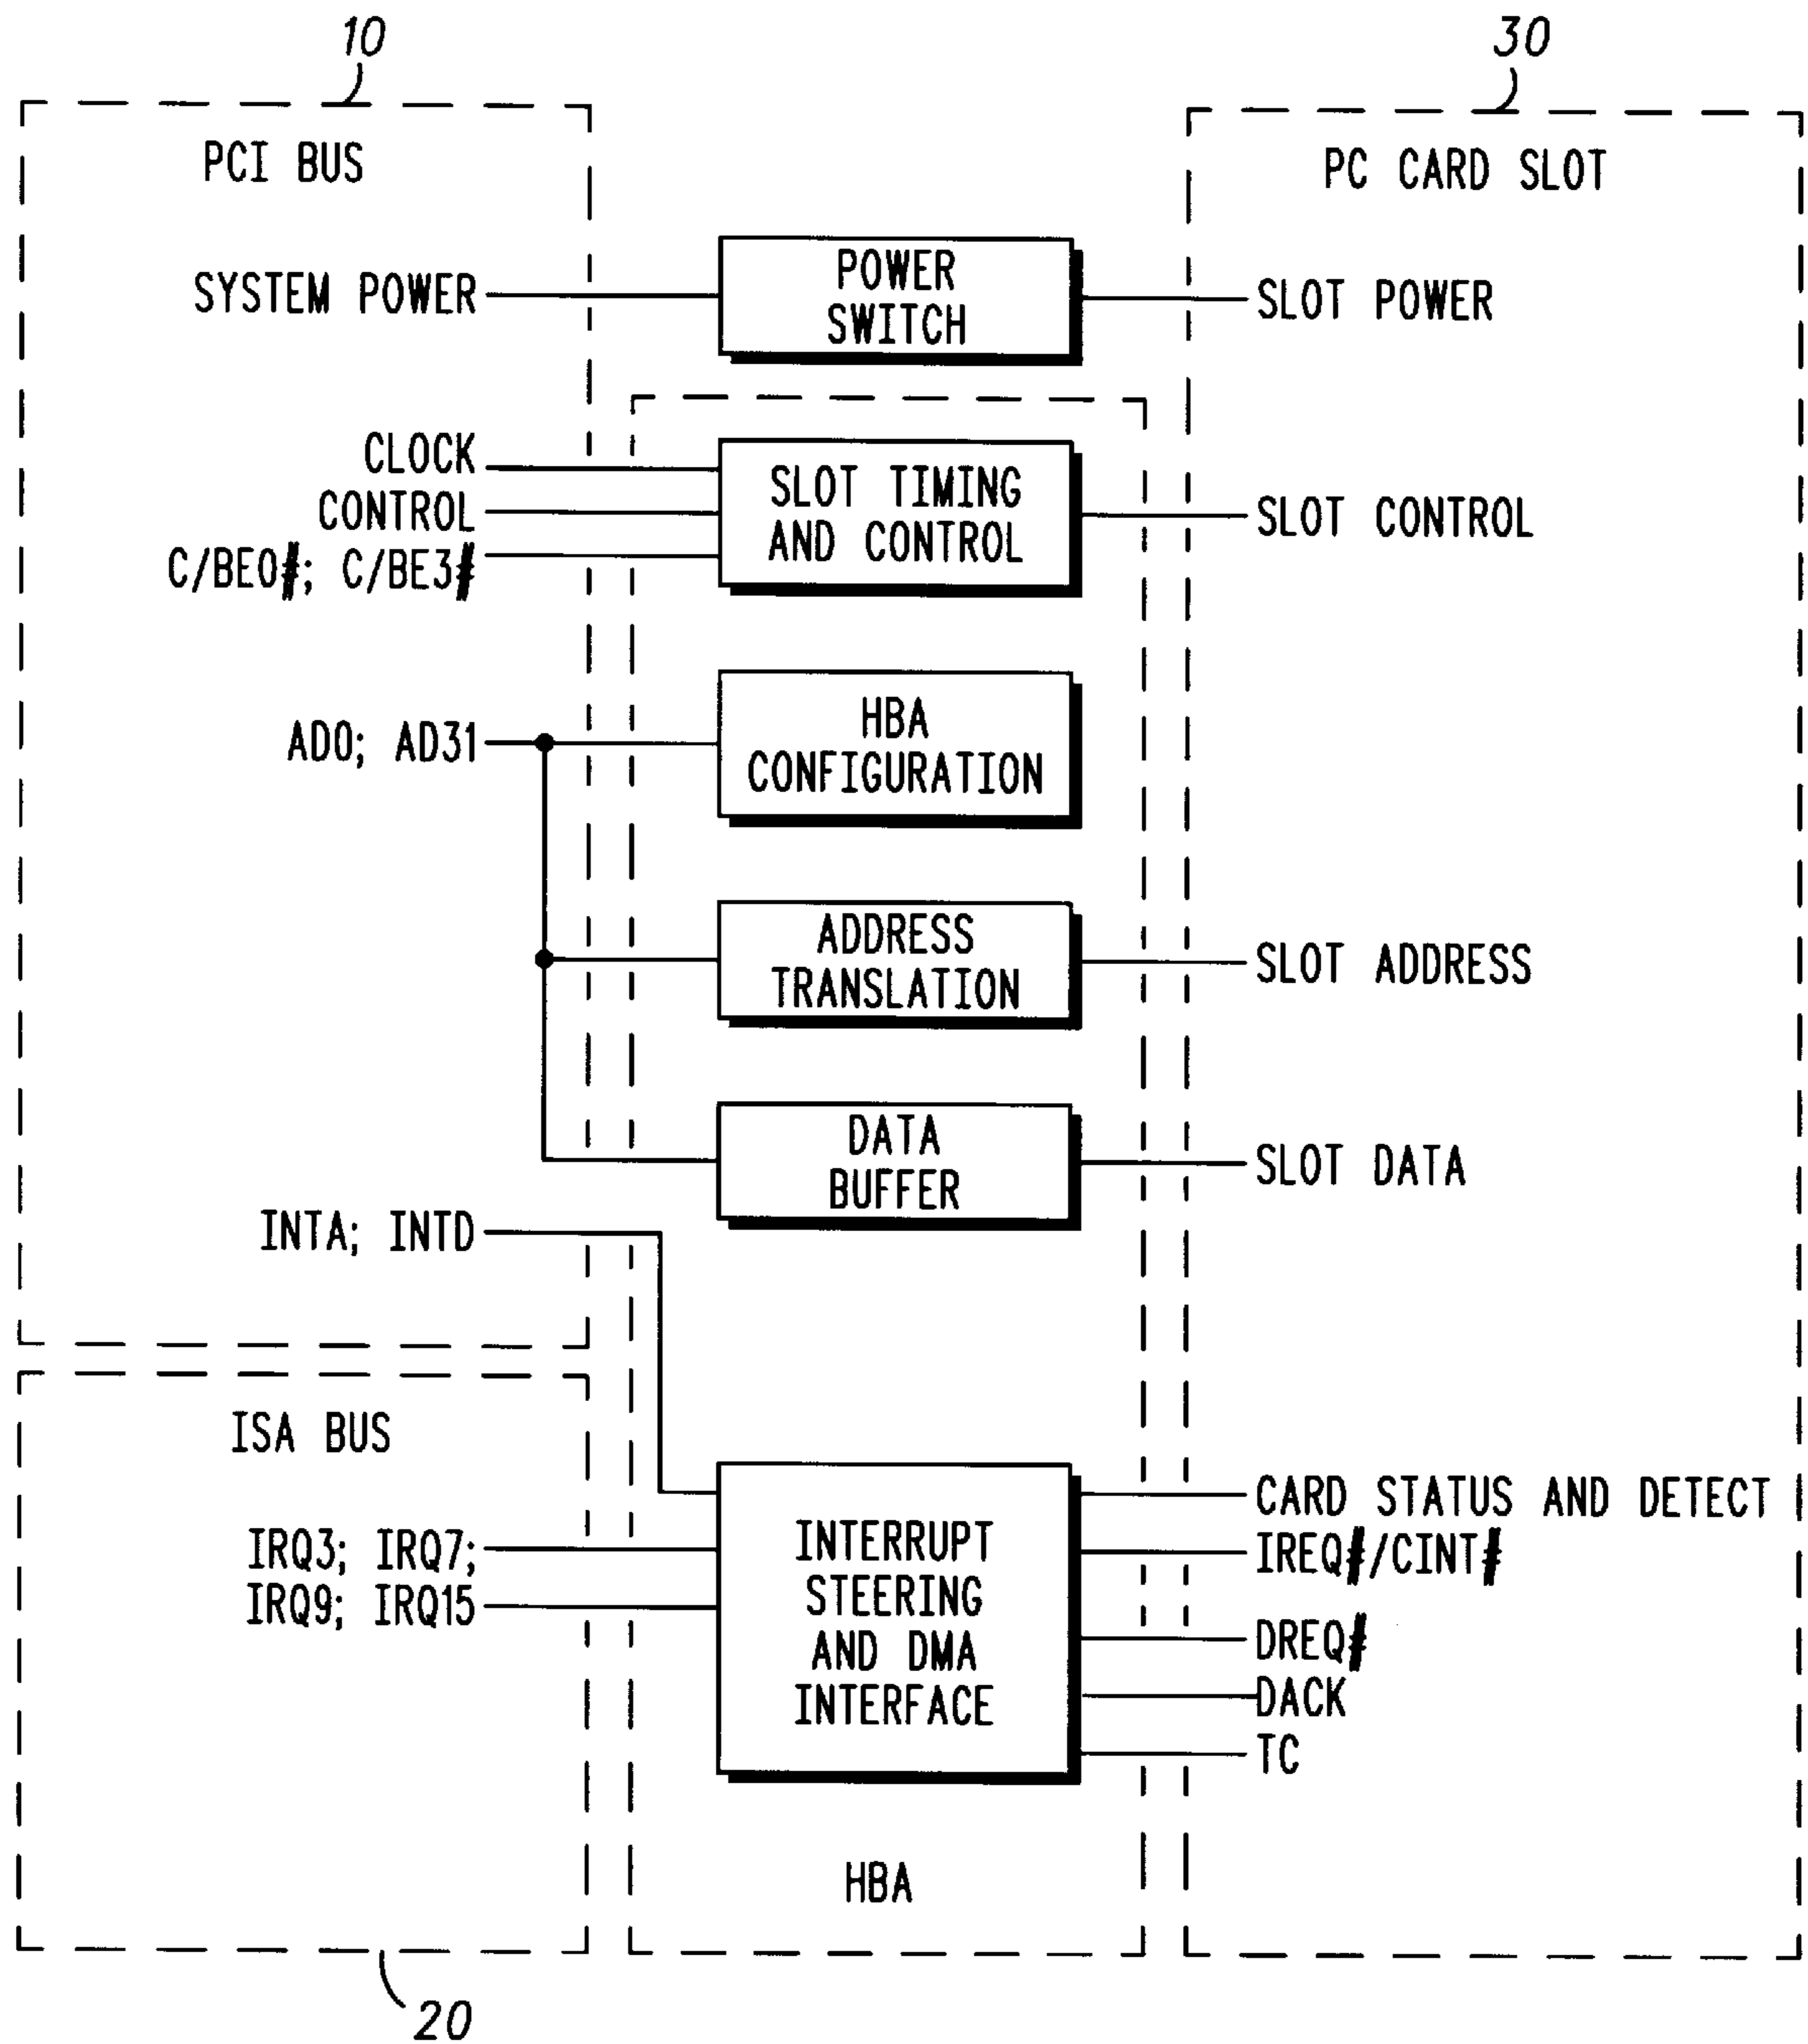 10
30
PCI BUS
PC CARD SLOT
SYSTEM POWER
POWER
SWITCH
SLOT POWER
CLOCK
CONTROL
C/BE0#; C/BE3#
SLOT TIMING
AND CONTROL
SLOT CONTROL
AD0; AD31
HBA
CONFIGURATION
ADDRESS
TRANSLATION
SLOT ADDRESS
DATA
BUFFER
SLOT DATA
INTA; INTD
ISA BUS
IRQ3; IRQ7;
IRQ9; IRQ15
INTERRUPT
STEERING
AND DMA
INTERFACE
CARD STATUS AND DETECT
IREQ#/CINT#
DREQ#
DACK
TC
HBA
20